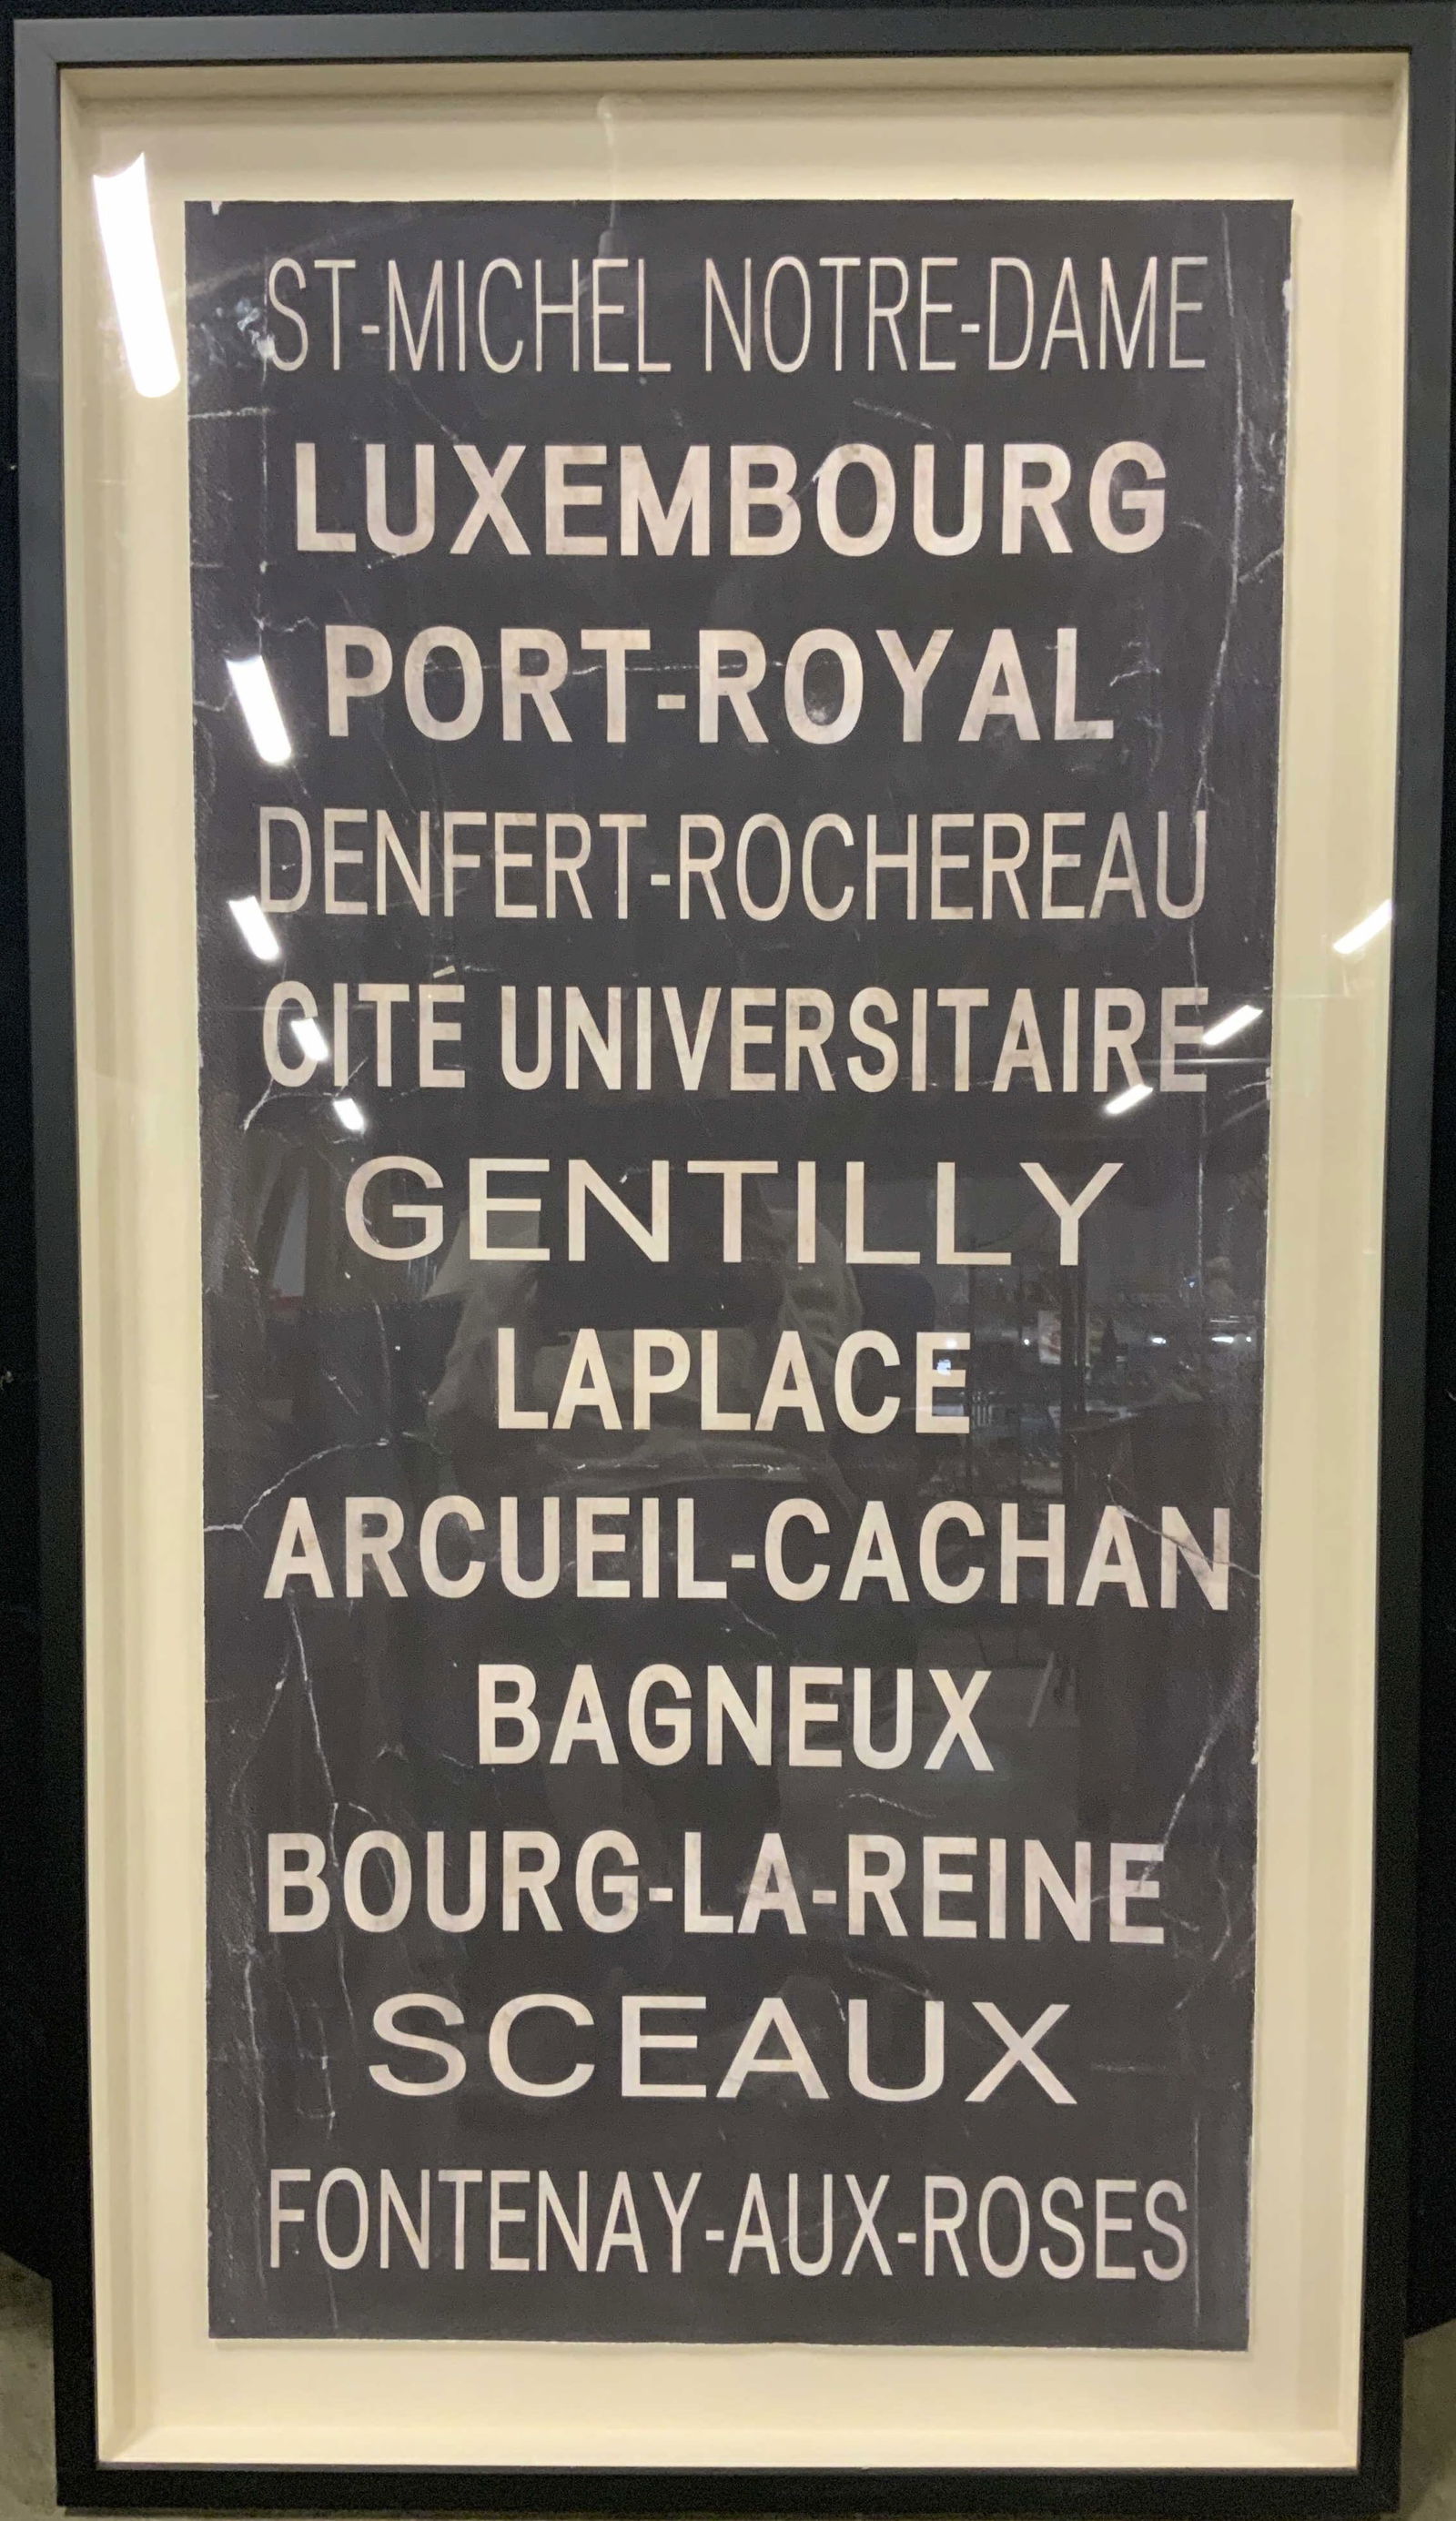 ST-MICHEL NOTRE-DAME
LUXEMBOURG
PORT-ROYAL
DENFERT-ROCHEREAU
CITÉ UNIVERSITAIRE
GENTILLY
LAPLACE
ARCUEIL-CACHAN
BAGNEUX
BOURG-LA-REINE
SCEAUX
FONTENAY-AUX-ROSES